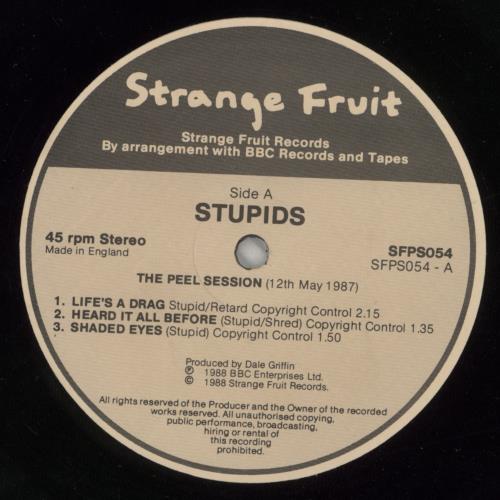 Strange Fruit
Strange Fruit Records
By arrangement with BBC Records and Tapes
Side A
STUPIDS
45 rpm Stereo
Made in England
SFPS054
SFPS054 - A
THE PEEL SESSION (12th May 1987)
1. LIFE'S A DRAG Stupid/Retard Copyright Control 2.15
2. HEARD IT ALL BEFORE (Stupid/Shred) Copyright Control 1.35
3. SHADED EYES (Stupid) Copyright Control 1.50
Produced by Dale Griffin
℗ 1988 BBC Enterprises Ltd.
© 1988 Strange Fruit Records.
All rights reserved of the Producer and the Owner of the recorded
works reserved. All unauthorised copying,
public performance, broadcasting,
hiring or rental of
this recording
prohibited.